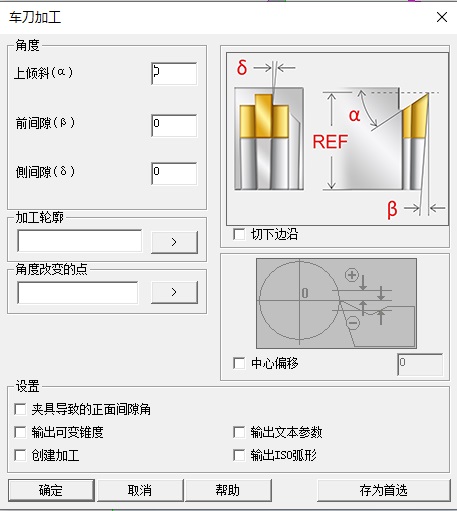 车刀加工
角度
上倾斜(α)
前间隙(β)
0
侧间隙(δ)
0
δ
α
REF
β
切下边沿
加工轮廓
>
角度改变的点
>
0
中心偏移
0
设置
夹具导致的正面间隙角
输出可变锥度
输出文本参数
创建加工
输出ISO弧形
确定
取消
帮助
存为首选